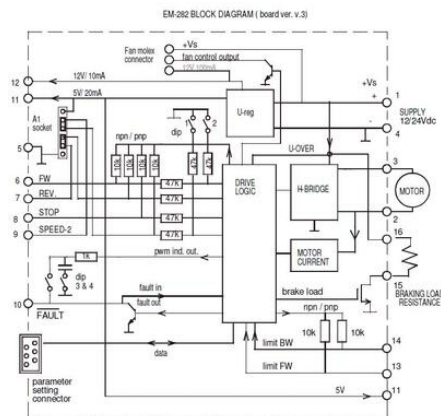 EM-282 BLOCK DIAGRAM ( board ver. v.3)
+Vs
Fan molex connector
fan control output
12V 100mA
12
12V/ 10mA
+Vs
11
5V/ 20mA
+
1
A1 socket
U-reg
SUPPLY
12/24Vdc
dip
1
2
4
npn / pnp
U-OVER
5
10k
10k
10k
10k
47k
47k
3
6
FW
47K
DRIVE LOGIC
H-BRIDGE
MOTOR
7
REV.
47K
8
STOP
47K
2
9
SPEED-2
47K
16
MOTOR CURRENT
pwm ind. out.
1k
dip
3 & 4
15
fault in
brake load
BRAKING LOAD
RESISTANCE
10
fault out
npn / pnp
FAULT
10k
10k
limit BW
14
data
limit FW
13
parameter
setting
connector
5V
11